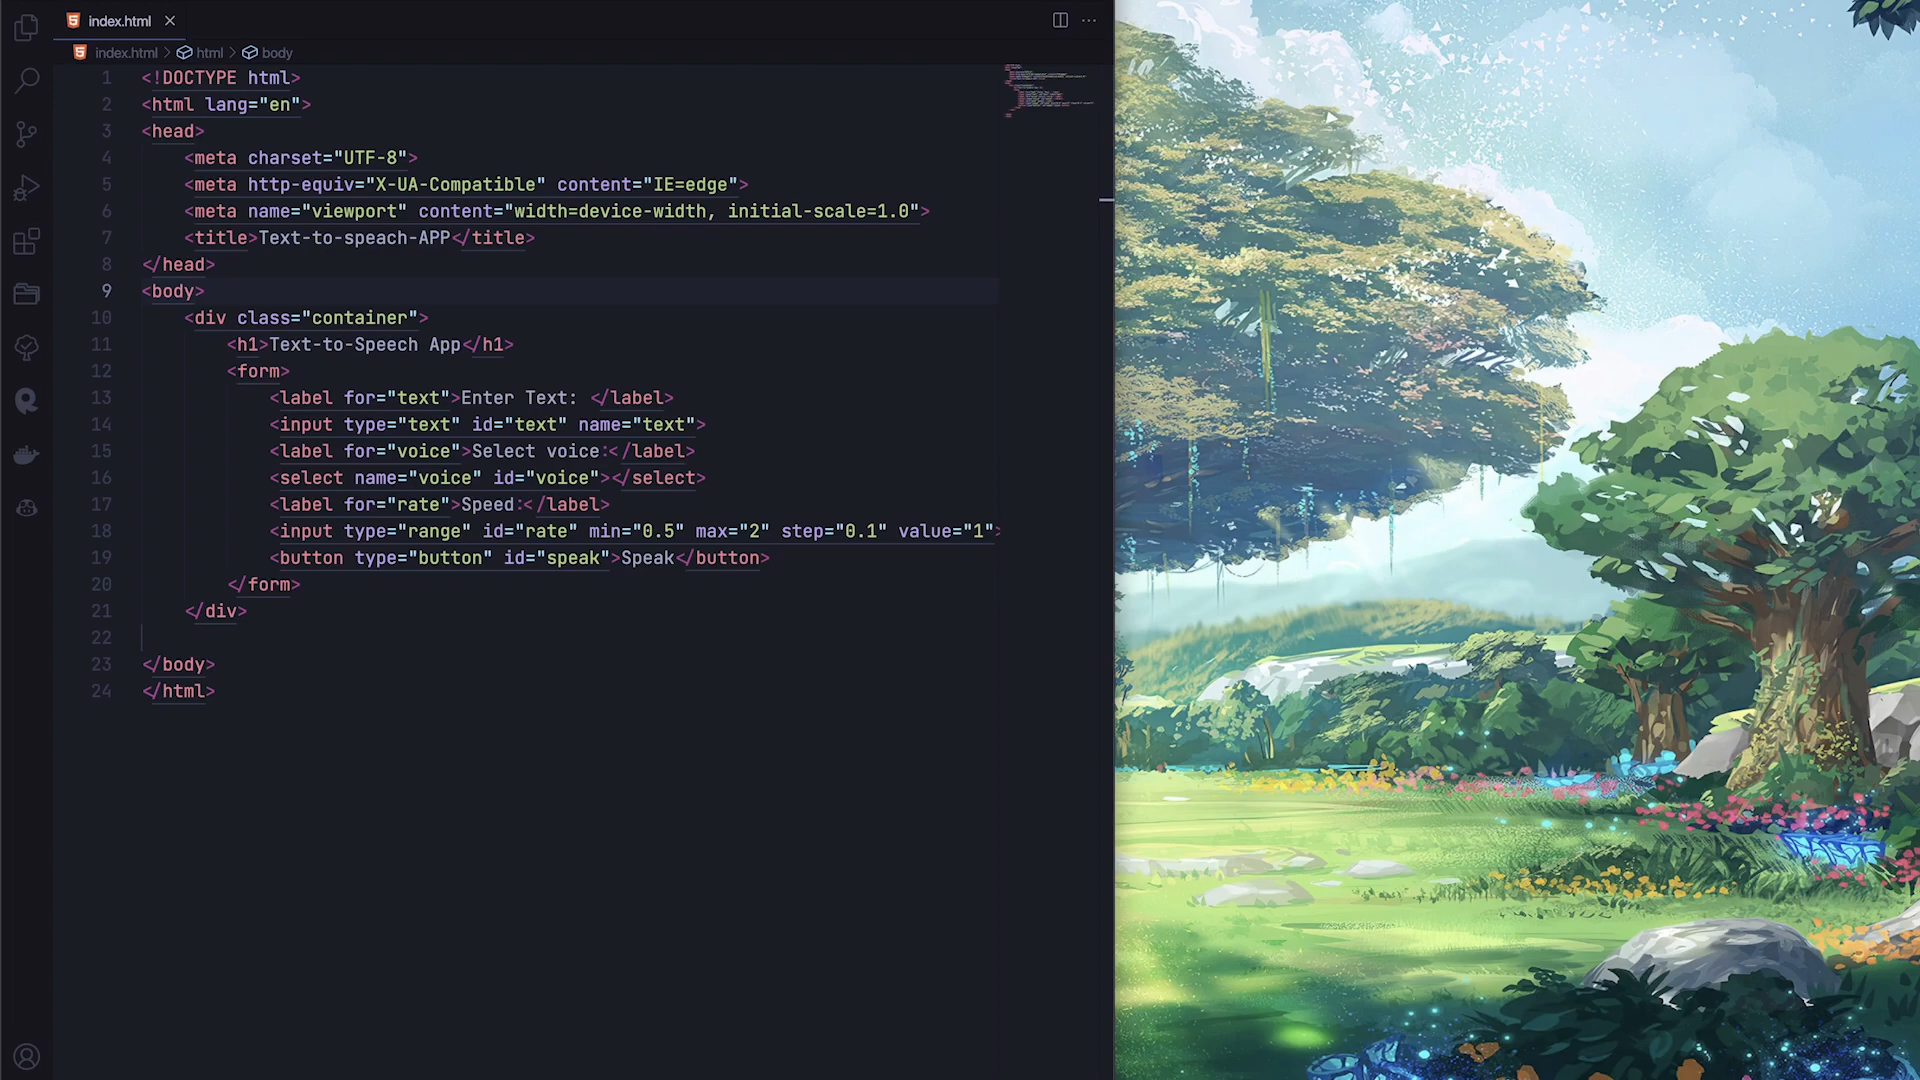 index.html
index.html > html > body
1 <!DOCTYPE html>
2 <html lang="en">
3 <head>
4     <meta charset="UTF-8">
5     <meta http-equiv="X-UA-Compatible" content="IE=edge">
6     <meta name="viewport" content="width=device-width, initial-scale=1.0">
7     <title>Text-to-speach-APP</title>
8 </head>
9 <body>
10     <div class="container">
11         <h1>Text-to-Speech App</h1>
12         <form>
13             <label for="text">Enter Text: </label>
14             <input type="text" id="text" name="text">
15             <label for="voice">Select voice:</label>
16             <select name="voice" id="voice"></select>
17             <label for="rate">Speed:</label>
18             <input type="range" id="rate" min="0.5" max="2" step="0.1" value="1">
19             <button type="button" id="speak">Speak</button>
20         </form>
21     </div>
22
23 </body>
24 </html>